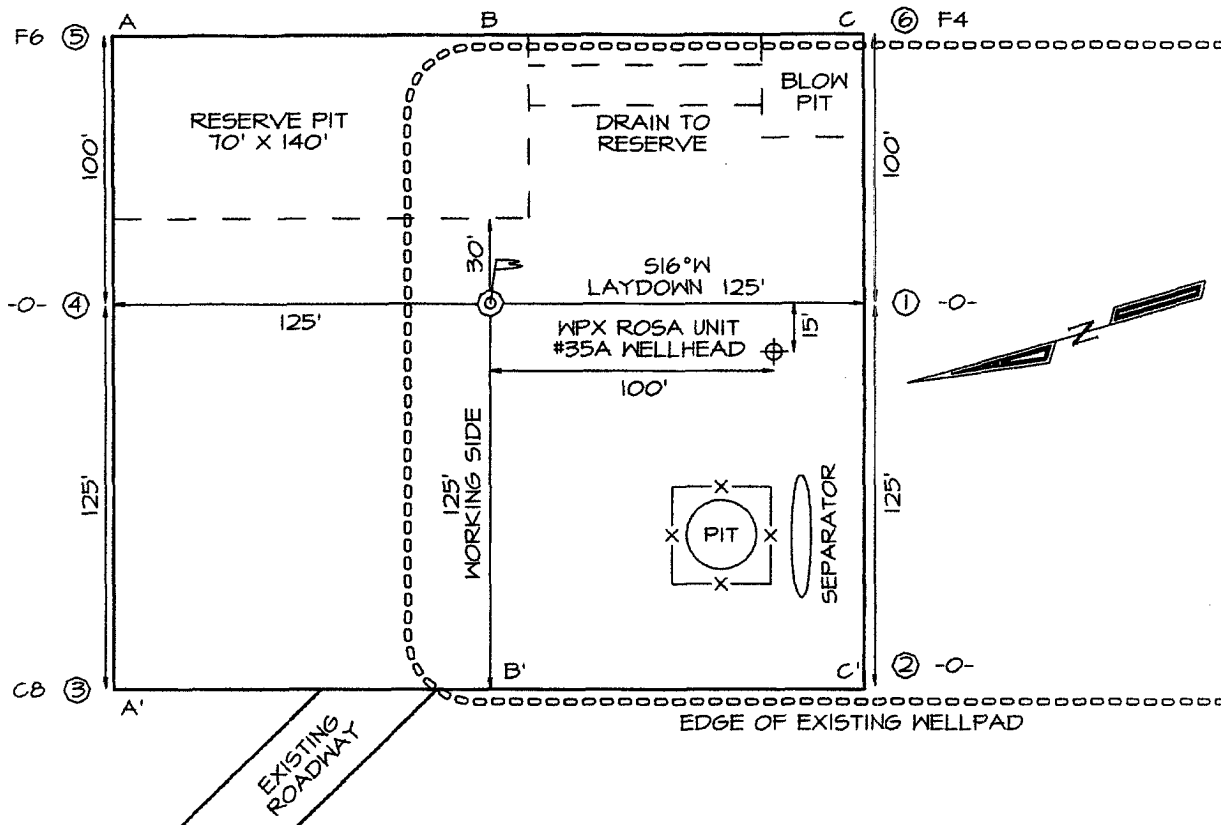 A
B
C
F6 5
6 F4
BLOW
PIT
RESERVE PIT
70' X 140'
DRAIN TO
RESERVE
100'
100'
30'
S16°W
LAYDOWN 125'
-0- 4
1 -0-
125'
WPX ROSA UNIT
#35A WELLHEAD
15'
100'
125'
125'
WORKING SIDE
125'
PIT
SEPARATOR
N
B'
C'
2 -0-
C8 3
A'
EDGE OF EXISTING WELLPAD
EXISTING
ROADWAY